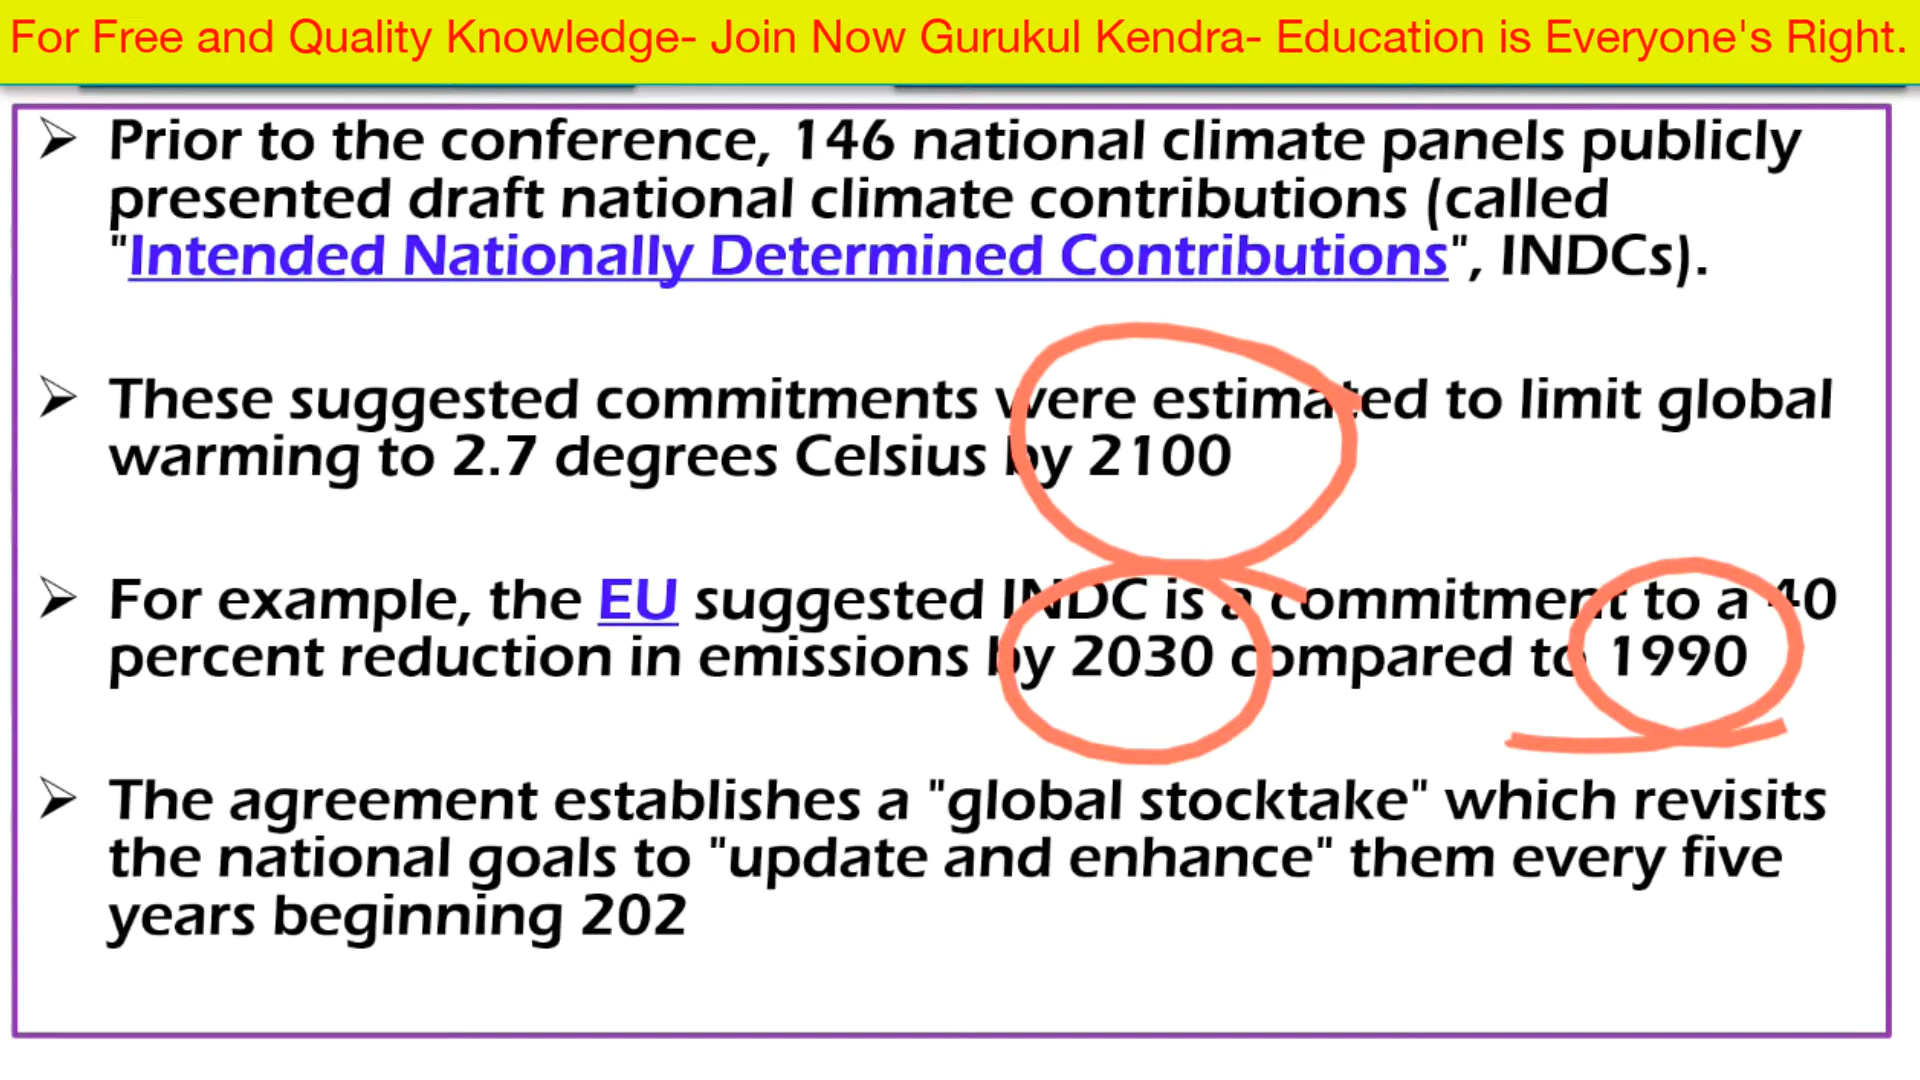 For Free and Quality Knowledge- Join Now Gurukul Kendra- Education is Everyone's Right.
➢ Prior to the conference, 146 national climate panels publicly
presented draft national climate contributions (called
"Intended Nationally Determined Contributions", INDCs).
➢ These suggested commitments were estimated to limit global
warming to 2.7 degrees Celsius by 2100
➢ For example, the EU suggested INDC is a commitment to a 40
percent reduction in emissions by 2030 compared to 1990
➢ The agreement establishes a "global stocktake" which revisits
the national goals to "update and enhance" them every five
years beginning 202